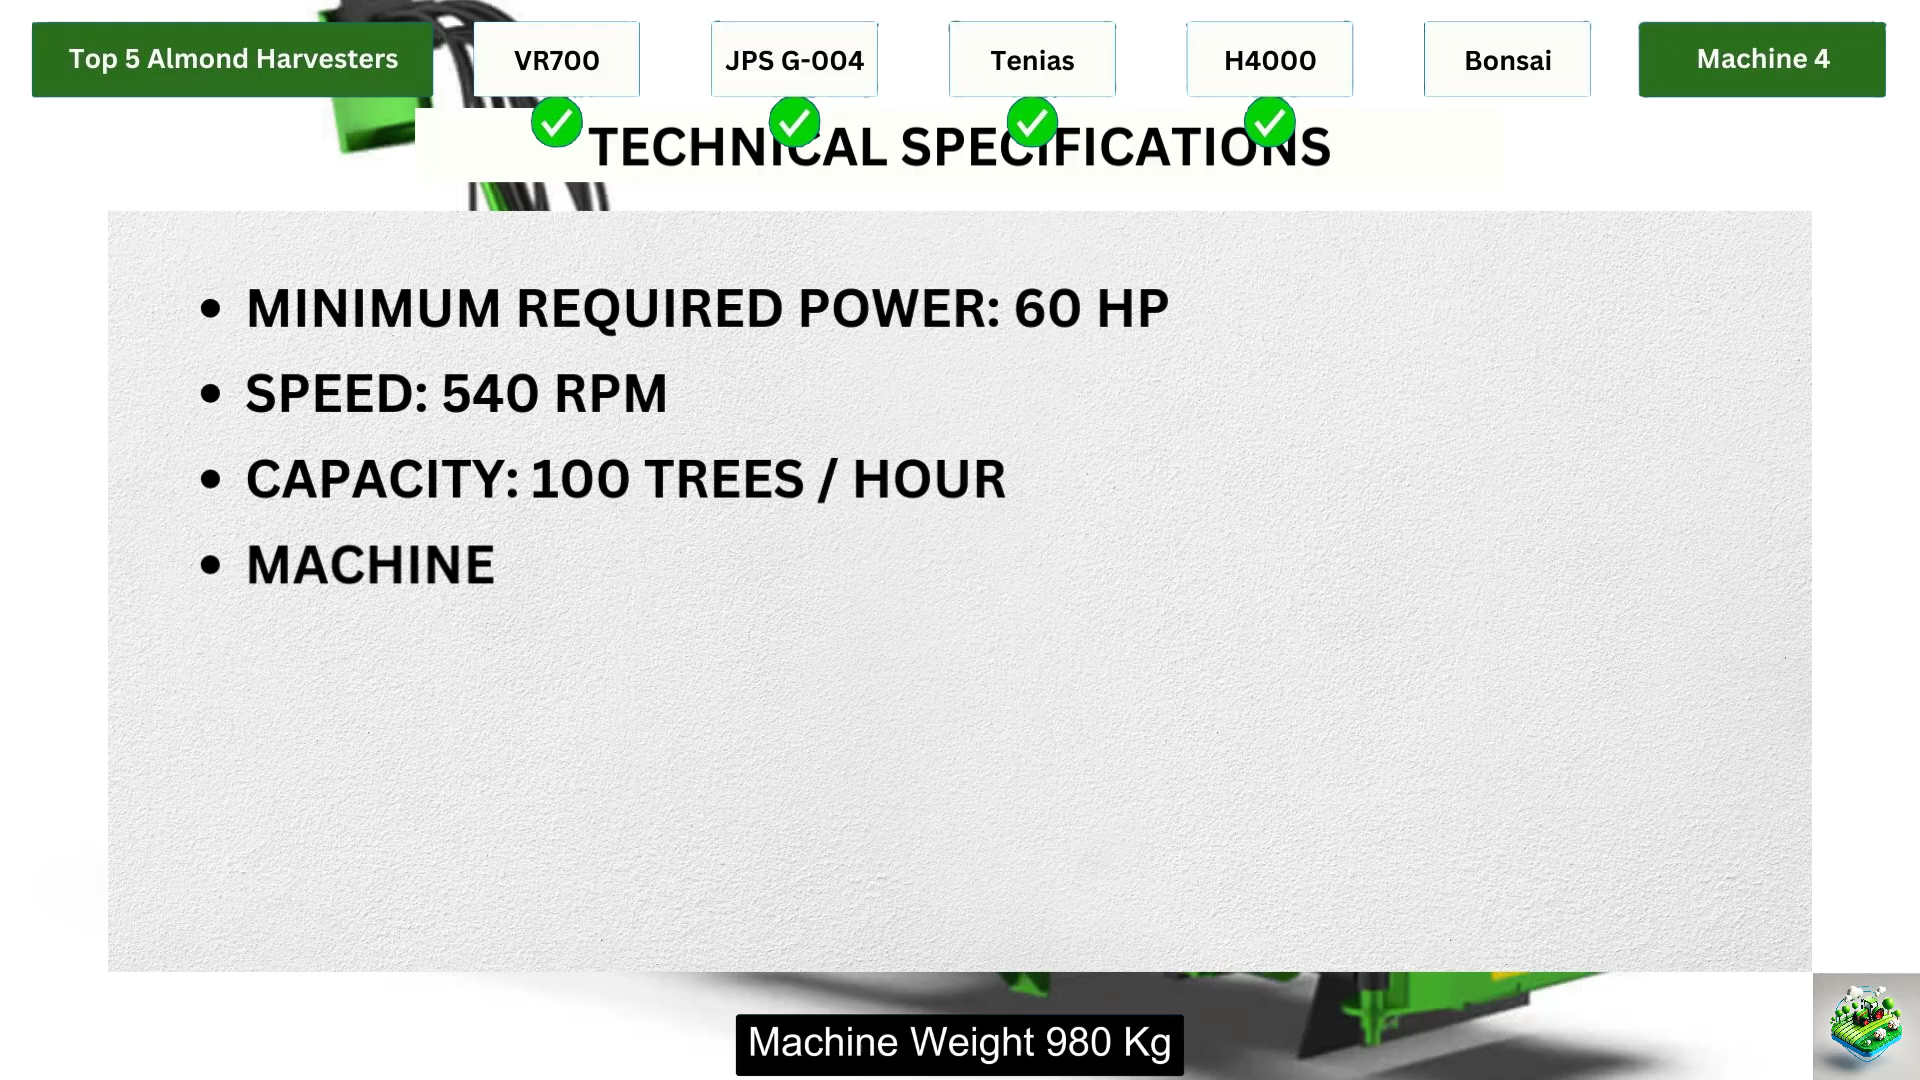 Top 5 Almond Harvesters
VR700
JPS G-004
Tenias
H4000
Bonsai
Machine 4
TECHNICAL SPECIFICATIONS
• MINIMUM REQUIRED POWER: 60 HP
• SPEED: 540 RPM
• CAPACITY: 100 TREES / HOUR
• MACHINE
Machine Weight 980 Kg